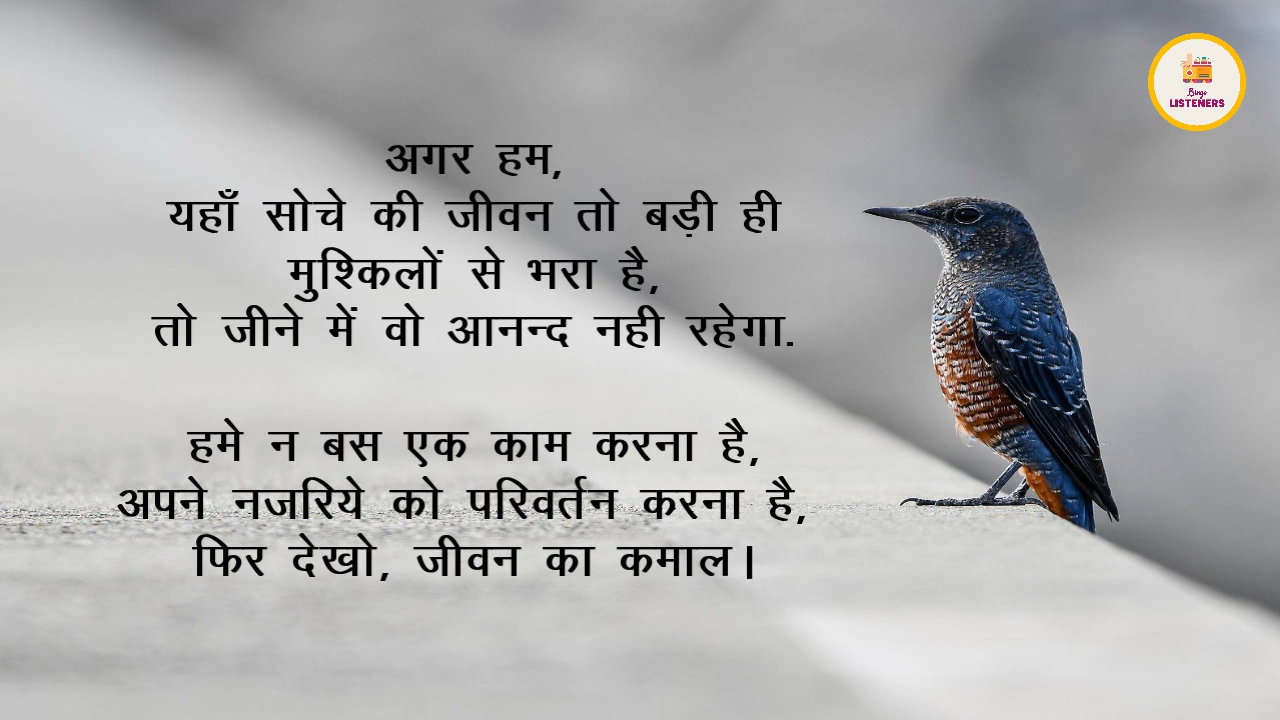 अगर हम,
यहाँ सोचे की जीवन तो बड़ी ही
मुश्किलों से भरा है,
तो जीने में वो आनन्द नही रहेगा.
हमे न बस एक काम करना है,
अपने नजरिये को परिवर्तन करना है,
फिर देखो, जीवन का कमाल।
Binge
LISTENERS